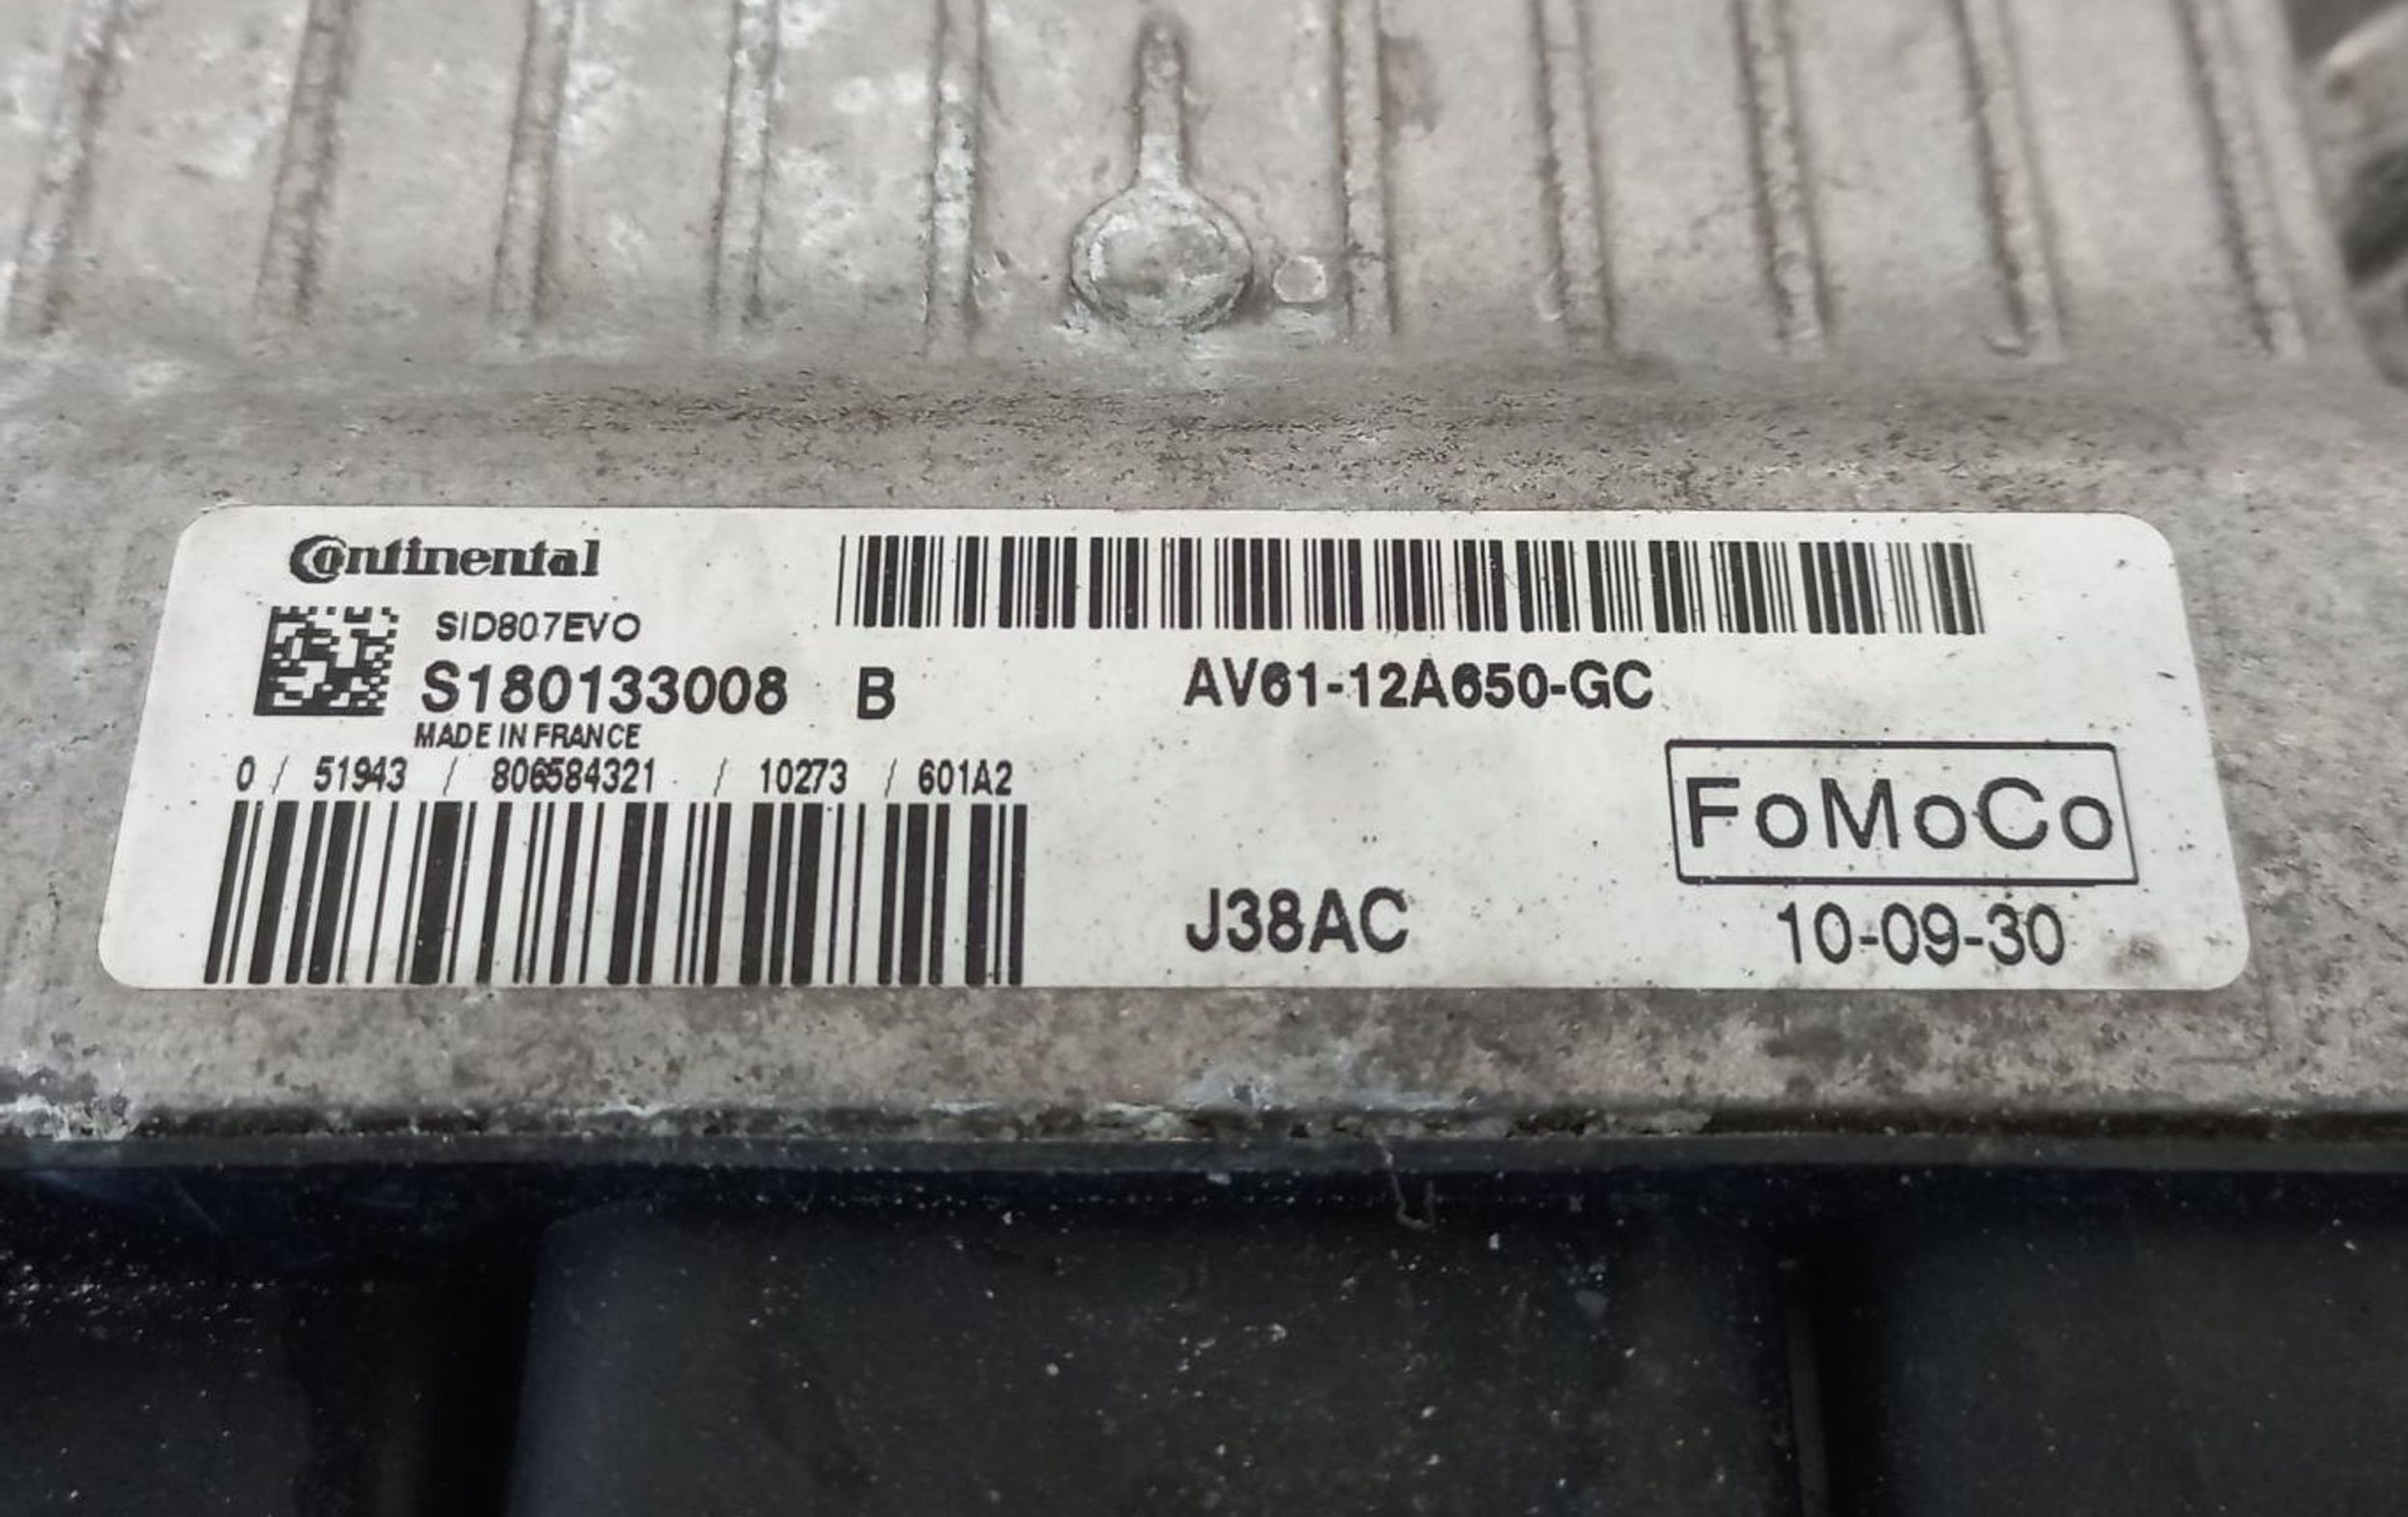 Continental
SID807EVO
S180133008 B
MADE IN FRANCE
0 / 51943 / 806584321 / 10273 / 601A2
AV61-12A650-GC
FoMoCo
J38AC
10-09-30